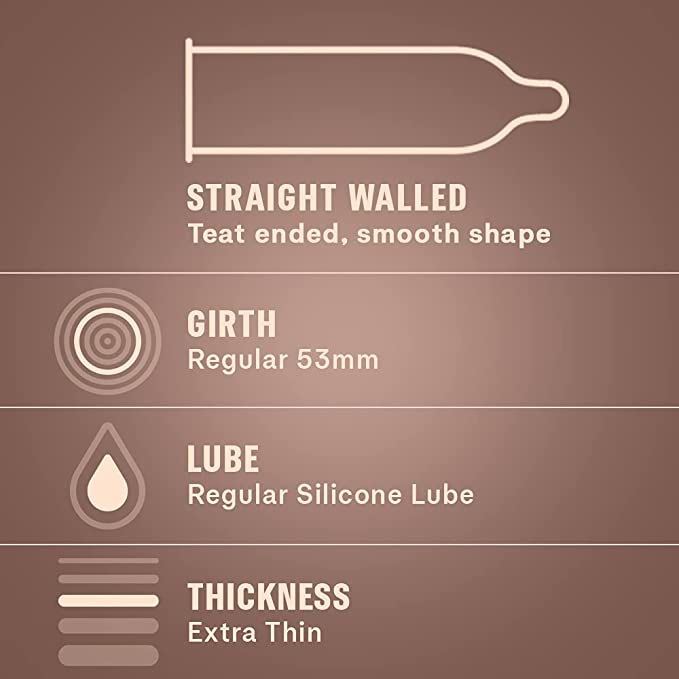 STRAIGHT WALLED
Teat ended, smooth shape
GIRTH
Regular 53mm
LUBE
Regular Silicone Lube
THICKNESS
Extra Thin